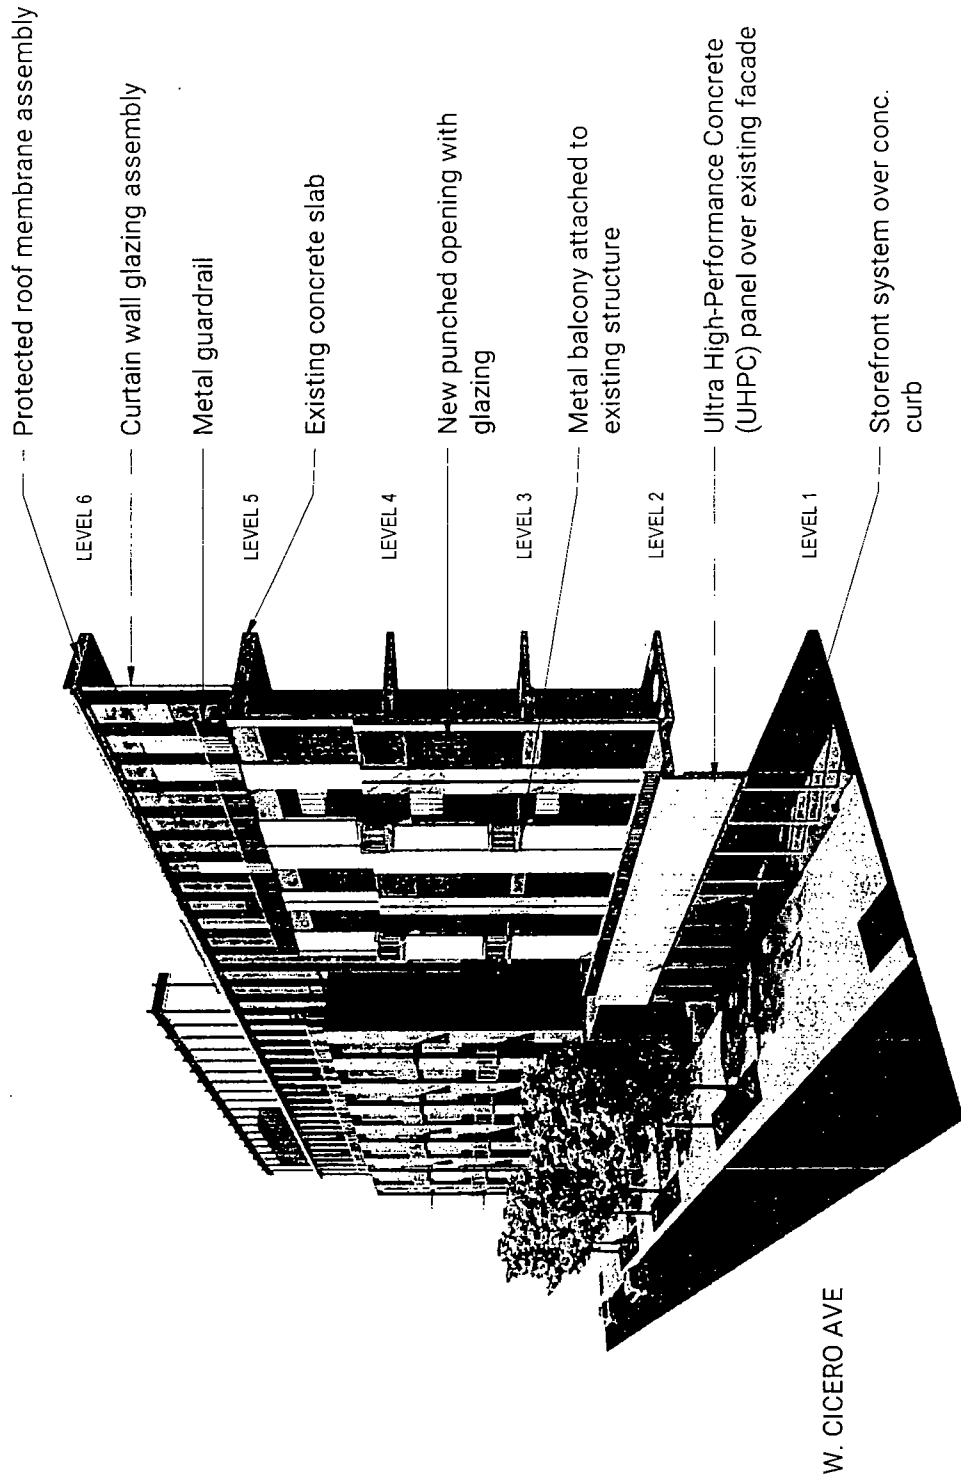 Protected roof membrane assembly
LEVEL 6
Curtain wall glazing assembly
Metal guardrail
LEVEL 5
Existing concrete slab
LEVEL 4
New punched opening with
glazing
LEVEL 3
Metal balcony attached to
existing structure
LEVEL 2
Ultra High-Performance Concrete
(UHPC) panel over existing facade
LEVEL 1
Storefront system over conc.
curb
W. CICERO AVE